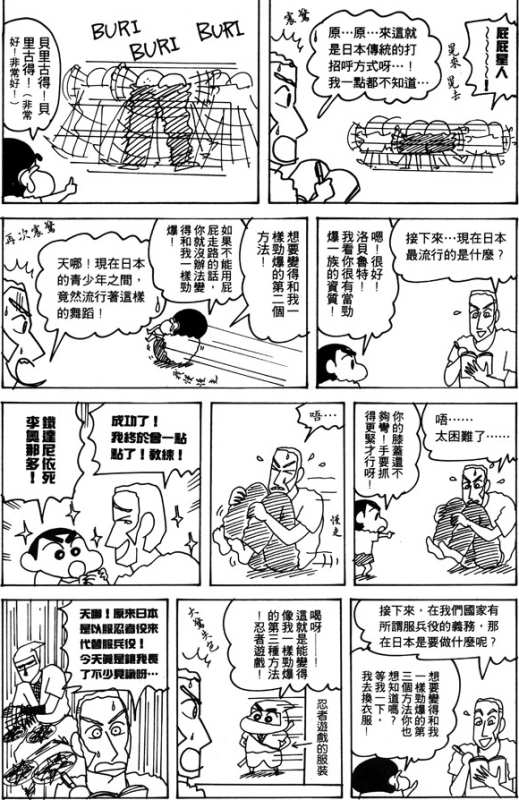 屁屁星人
～～！
晃來晃去
原…原…來這就
是日本傳統的打
招呼方式呀…！
我一點都不知道…
震驚
BURI
BURI
BURI
貝里古得！貝
里古得！（非常
好！非常好！）
接下來…現在日本
最流行的是什麼？
嗯！很好！
洛貝魯特！
我看你很有當勁
爆一族的資質！
想要變得和我一
樣勁爆的第二個
方法！
如果不能用屁
屁走路的話，
你就沒辦法變
得和我一樣勁
爆！
天哪！現在日本
的青少年之間，
竟然流行著這樣
的舞蹈！
再次震驚
唔……
太困難了……
你的膝蓋還不
夠彎！手要抓
得更緊才行呀！
唔…
成功了！
我終於會一點
點了！教練！
鐵達尼依死
李奧那多！
接下來，在我們國家有
所謂服兵役的義務，那
在日本是要做什麼呢？
想要變得和我
一樣勁爆的第
三個方法你也
想知道嗎？
等我一下，
我去換衣服！
喝呀──！
這就是能變得
像我一樣勁爆
的第三種方法
！忍者遊戲！
忍者遊戲的服裝
大驚失色
天哪！原來日本
是以服忍者役來
代替服兵役！
今天真是讓我長
了不少見識呀…